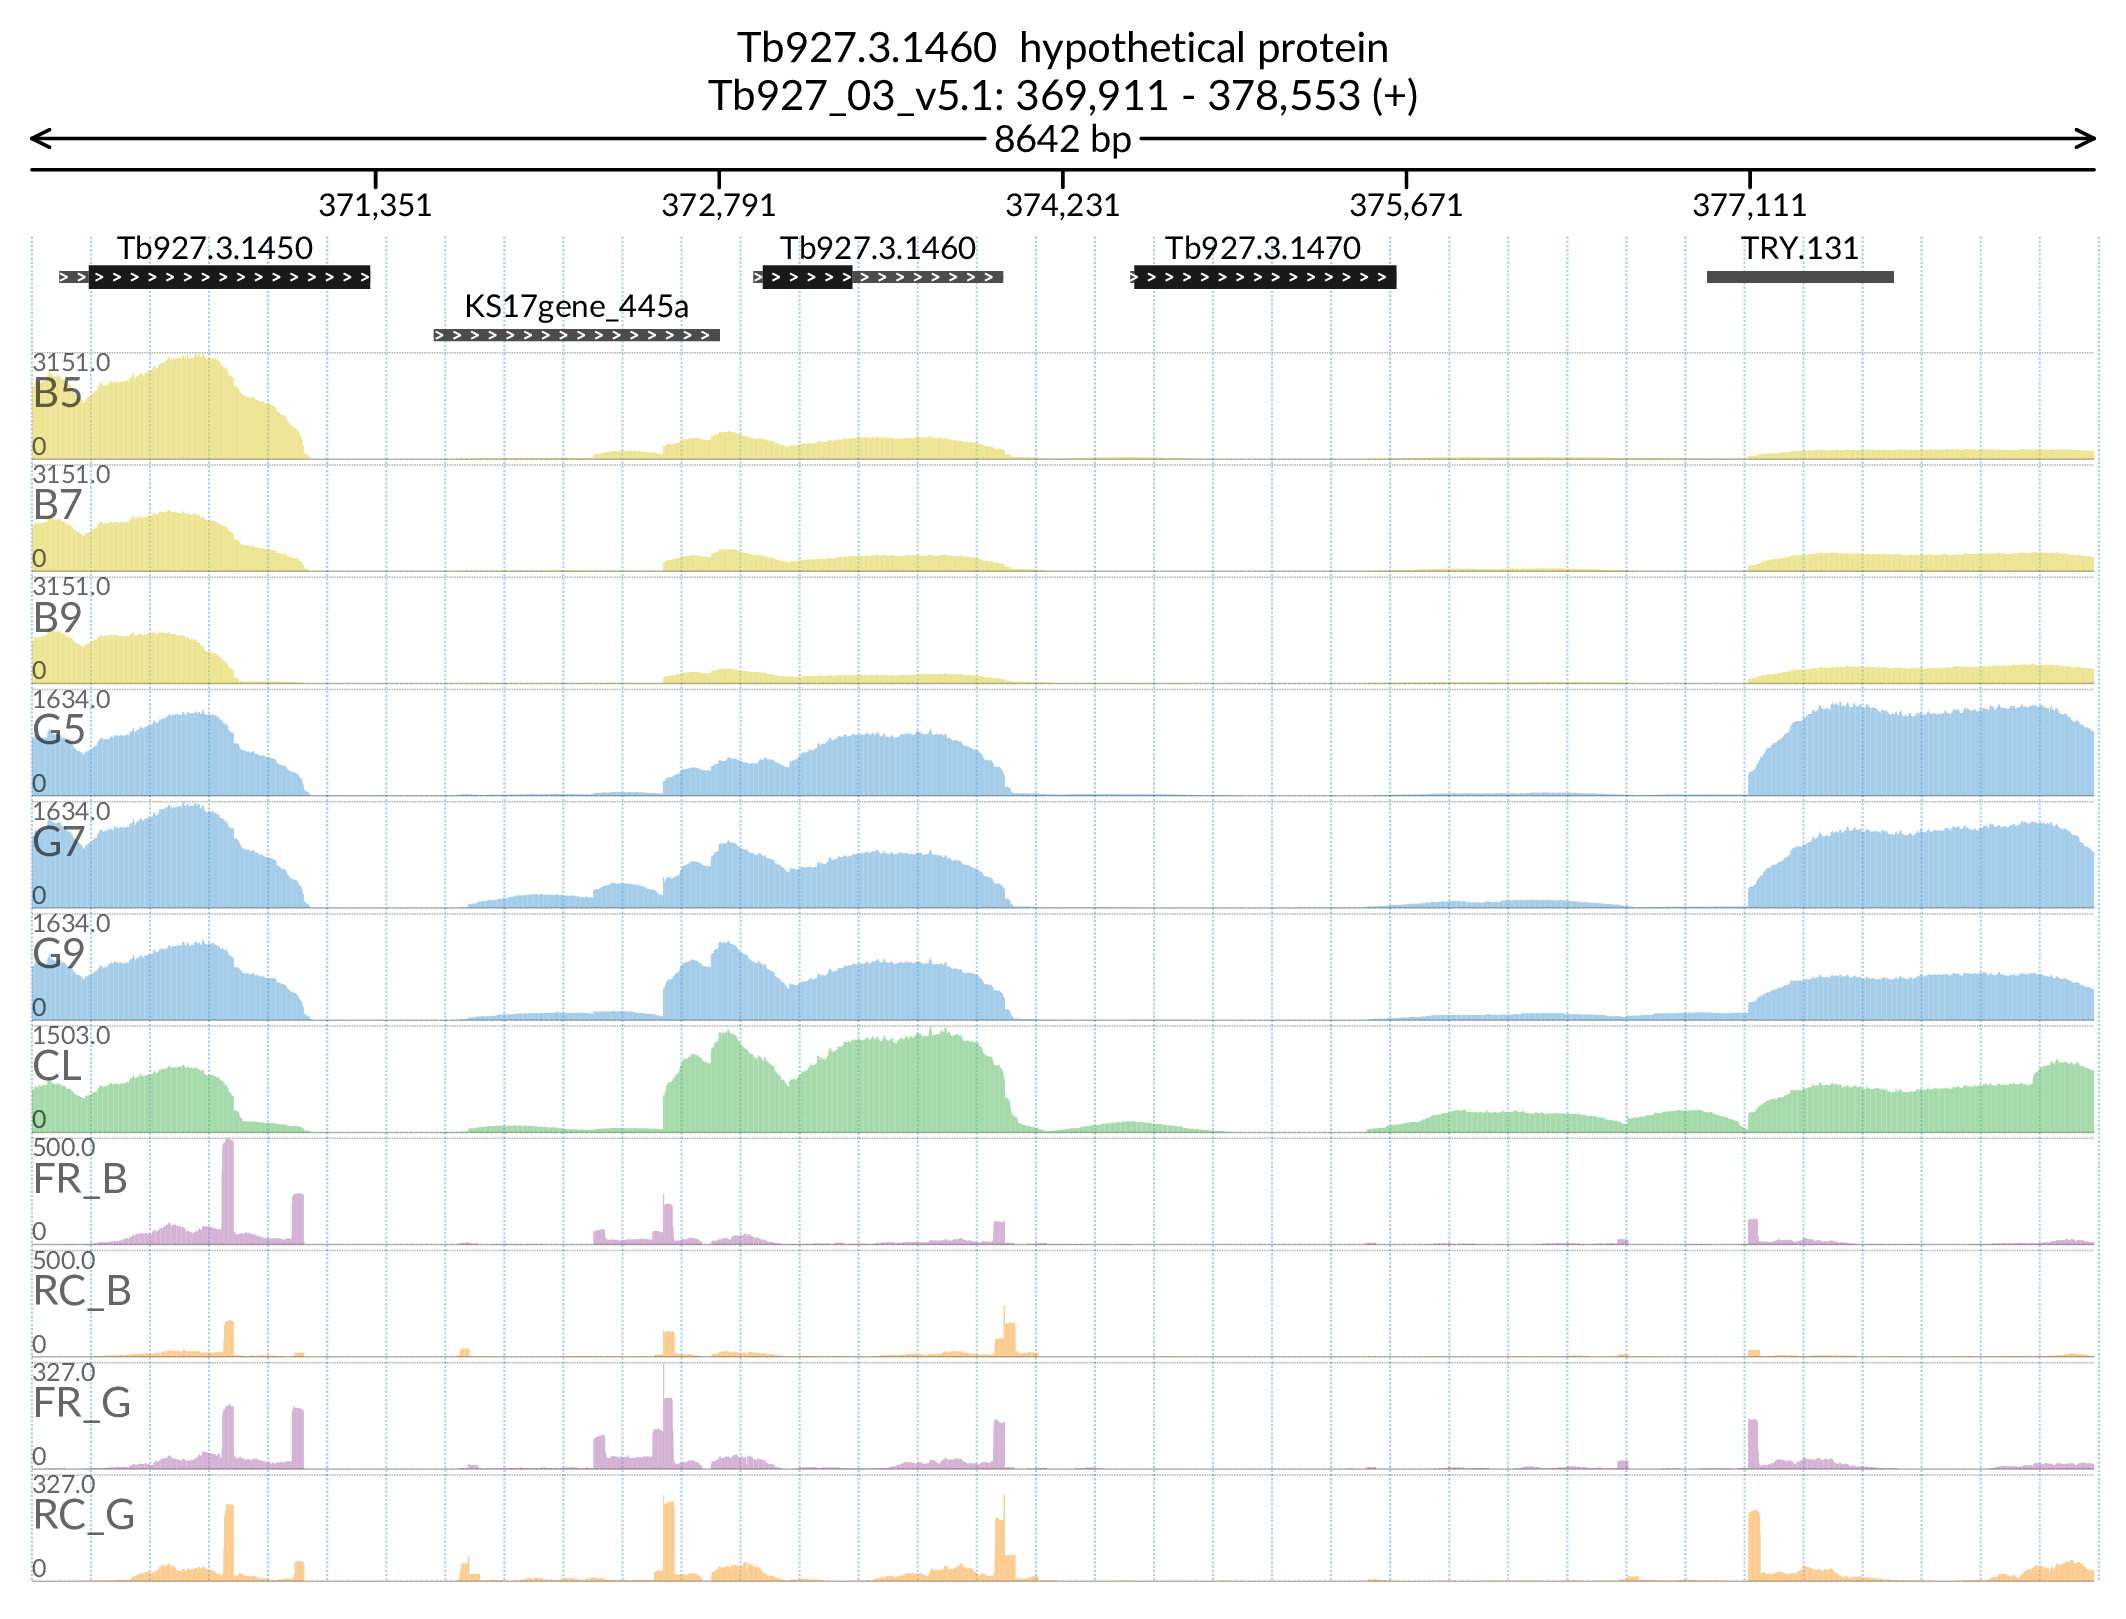 Tb927.3.1460  hypothetical protein
Tb927_03_v5.1: 369,911 - 378,553 (+)
8642 bp
371,351 372,791 374,231 375,671 377,111
Tb927.3.1450 Tb927.3.1460 Tb927.3.1470 TRY.131
KS17gene_445a
3151.0
B5
0
3151.0
B7
0
3151.0
B9
0
1634.0
G5
0
1634.0
G7
0
1634.0
G9
0
1503.0
CL
0
500.0
FR_B
0
500.0
RC_B
0
327.0
FR_G
0
327.0
RC_G
0